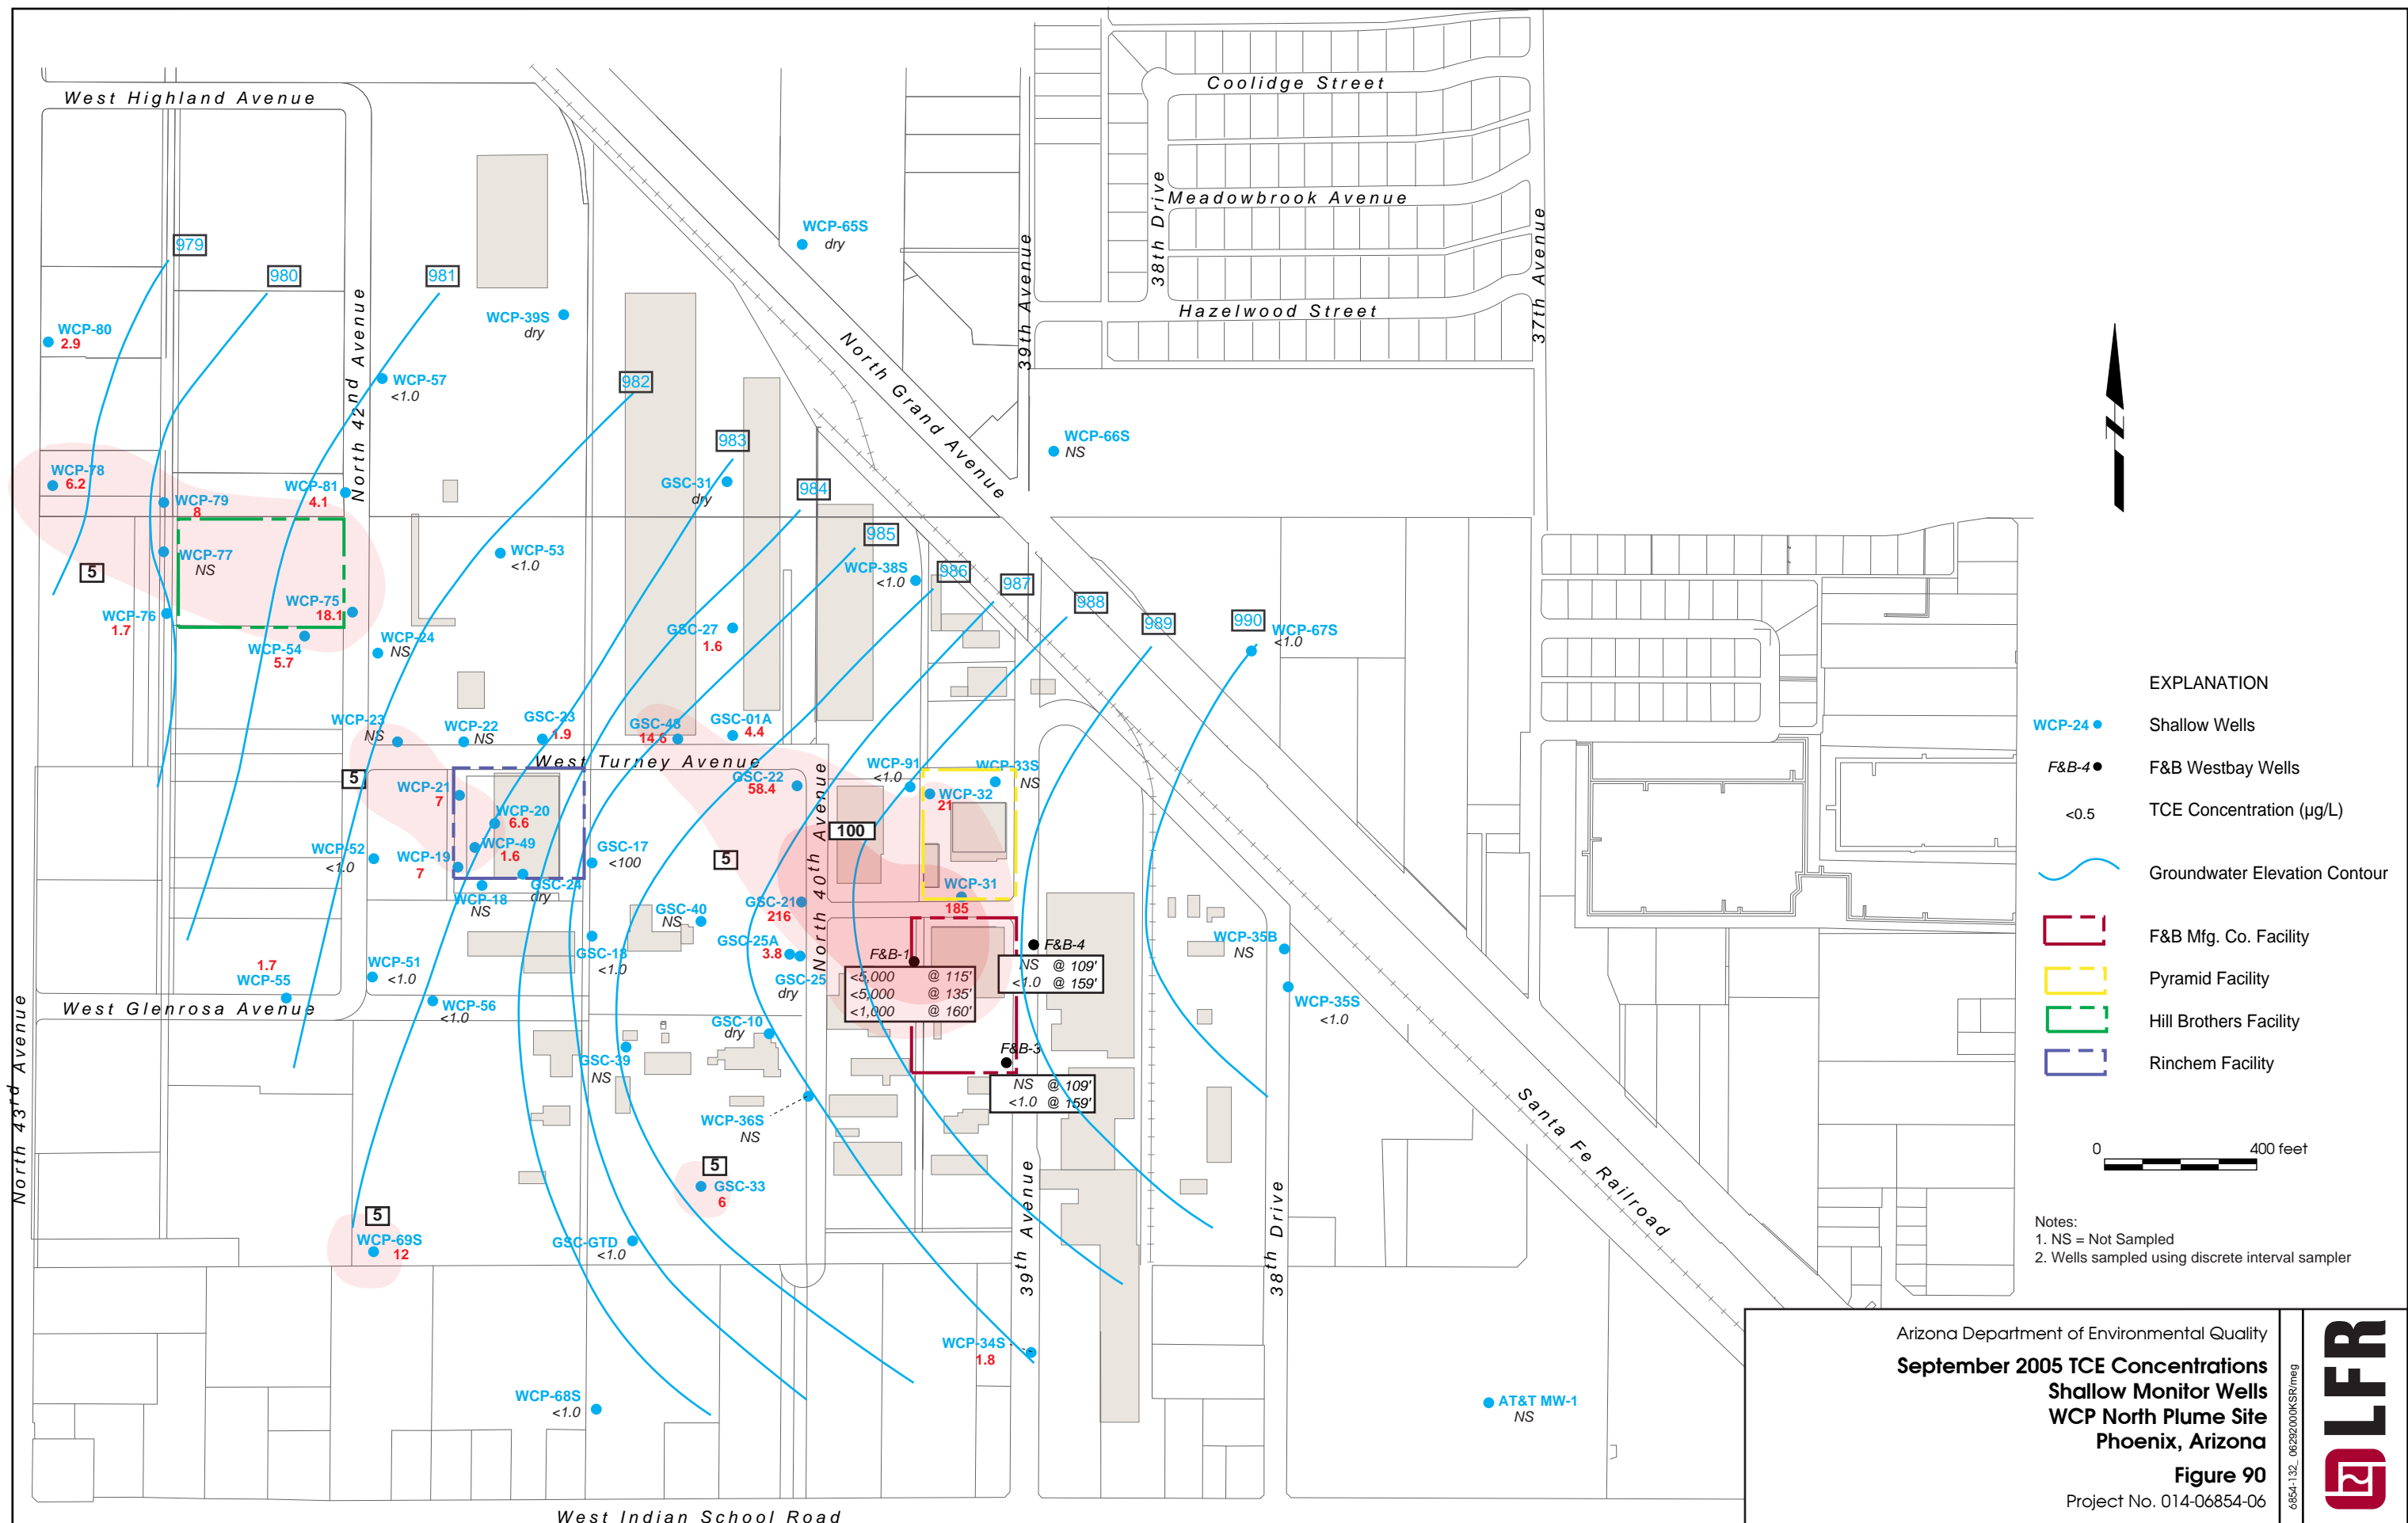 West Highland Avenue
Coolidge Street
Meadowbrook Avenue
Hazelwood Street
38th Drive
37th Avenue
39th Avenue
North 42nd Avenue
North Grand Avenue
979
980
981
982
983
984
985
986
987
988
989
990
WCP-65S
dry
WCP-39S
dry
WCP-80
2.9
WCP-57
<1.0
WCP-66S
NS
WCP-78
6.2
WCP-79
8
WCP-81
4.1
GSC-31
dry
WCP-77
NS
5
WCP-53
<1.0
WCP-38S
<1.0
WCP-76
1.7
WCP-75
18.1
WCP-54
5.7
WCP-24
NS
GSC-27
1.6
WCP-67S
<1.0
WCP-23
NS
WCP-22
NS
GSC-23
1.9
GSC-48
14.6
GSC-01A
4.4
West Turney Avenue
5
WCP-21
7
WCP-20
6.6
WCP-49
1.6
WCP-19
7
WCP-52
<1.0
WCP-18
NS
GSC-24
dry
GSC-17
<100
GSC-22
58.4
WCP-91
<1.0
WCP-33S
NS
WCP-32
21
100
5
North 40th Avenue
WCP-31
185
GSC-40
NS
GSC-21
216
GSC-25A
3.8
GSC-25
dry
GSC-18
<1.0
F&B-1
<5,000 @ 115'
<5,000 @ 135'
<1,000 @ 160'
F&B-4
NS @ 109'
<1.0 @ 159'
WCP-35B
NS
WCP-35S
<1.0
1.7
WCP-55
WCP-51
<1.0
WCP-56
<1.0
West Glenrosa Avenue
North 43rd Avenue
GSC-10
dry
GSC-39
NS
F&B-3
NS @ 109'
<1.0 @ 159'
WCP-36S
NS
5
GSC-33
6
5
WCP-69S
12
GSC-GTD
<1.0
39th Avenue
38th Drive
Santa Fe Railroad
WCP-34S
1.8
WCP-68S
<1.0
AT&T MW-1
NS
West Indian School Road
EXPLANATION
WCP-24 Shallow Wells
F&B-4 F&B Westbay Wells
<0.5 TCE Concentration (µg/L)
Groundwater Elevation Contour
F&B Mfg. Co. Facility
Pyramid Facility
Hill Brothers Facility
Rinchem Facility
0 400 feet
Notes:
1. NS = Not Sampled
2. Wells sampled using discrete interval sampler
Arizona Department of Environmental Quality
September 2005 TCE Concentrations
Shallow Monitor Wells
WCP North Plume Site
Phoenix, Arizona
Figure 90
Project No. 014-06854-06
6854-132_ 06292000KSR/meg
LFR